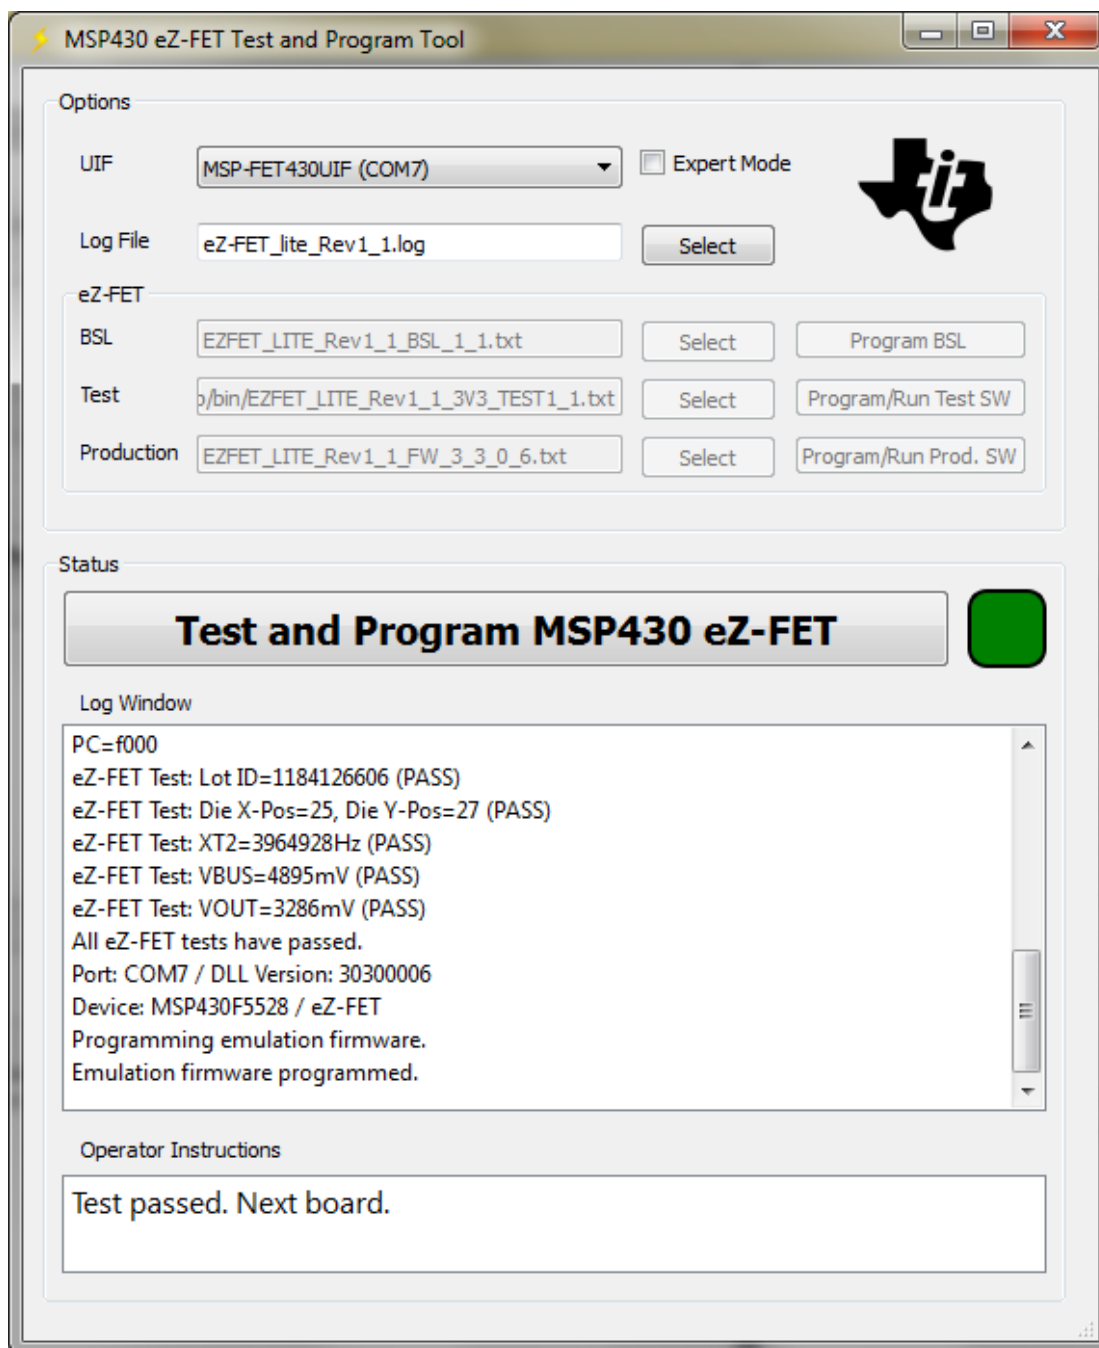 MSP430 eZ-FET Test and Program Tool
Options
UIF MSP-FET430UIF (COM7) Expert Mode
Log File eZ-FET_lite_Rev1_1.log Select
eZ-FET
BSL EZFET_LITE_Rev1_1_BSL_1_1.txt Select Program BSL
Test o/bin/EZFET_LITE_Rev1_1_3V3_TEST1_1.txt Select Program/Run Test SW
Production EZFET_LITE_Rev1_1_FW_3_3_0_6.txt Select Program/Run Prod. SW
Status
Test and Program MSP430 eZ-FET
Log Window
PC=f000
eZ-FET Test: Lot ID=1184126606 (PASS)
eZ-FET Test: Die X-Pos=25, Die Y-Pos=27 (PASS)
eZ-FET Test: XT2=3964928Hz (PASS)
eZ-FET Test: VBUS=4895mV (PASS)
eZ-FET Test: VOUT=3286mV (PASS)
All eZ-FET tests have passed.
Port: COM7 / DLL Version: 30300006
Device: MSP430F5528 / eZ-FET
Programming emulation firmware.
Emulation firmware programmed.
Operator Instructions
Test passed. Next board.